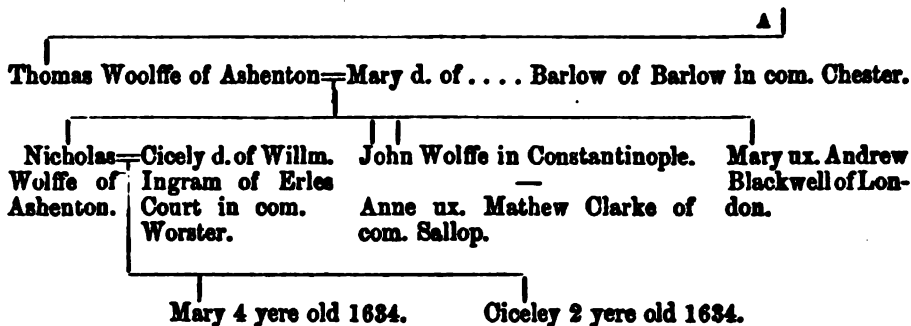 A
Thomas Woolffe of Ashenton=Mary d. of .... Barlow of Barlow in com. Chester.
Nicholas=Cicely d. of Willm.
Wolffe of Ingram of Erles
Ashenton. Court in com.
Worster.
John Wolffe in Constantinople.
—
Anne ux. Mathew Clarke of
com. Sallop.
Mary ux. Andrew
Blackwell of Lon-
don.
Mary 4 yere old 1634.
Ciceley 2 yere old 1634.